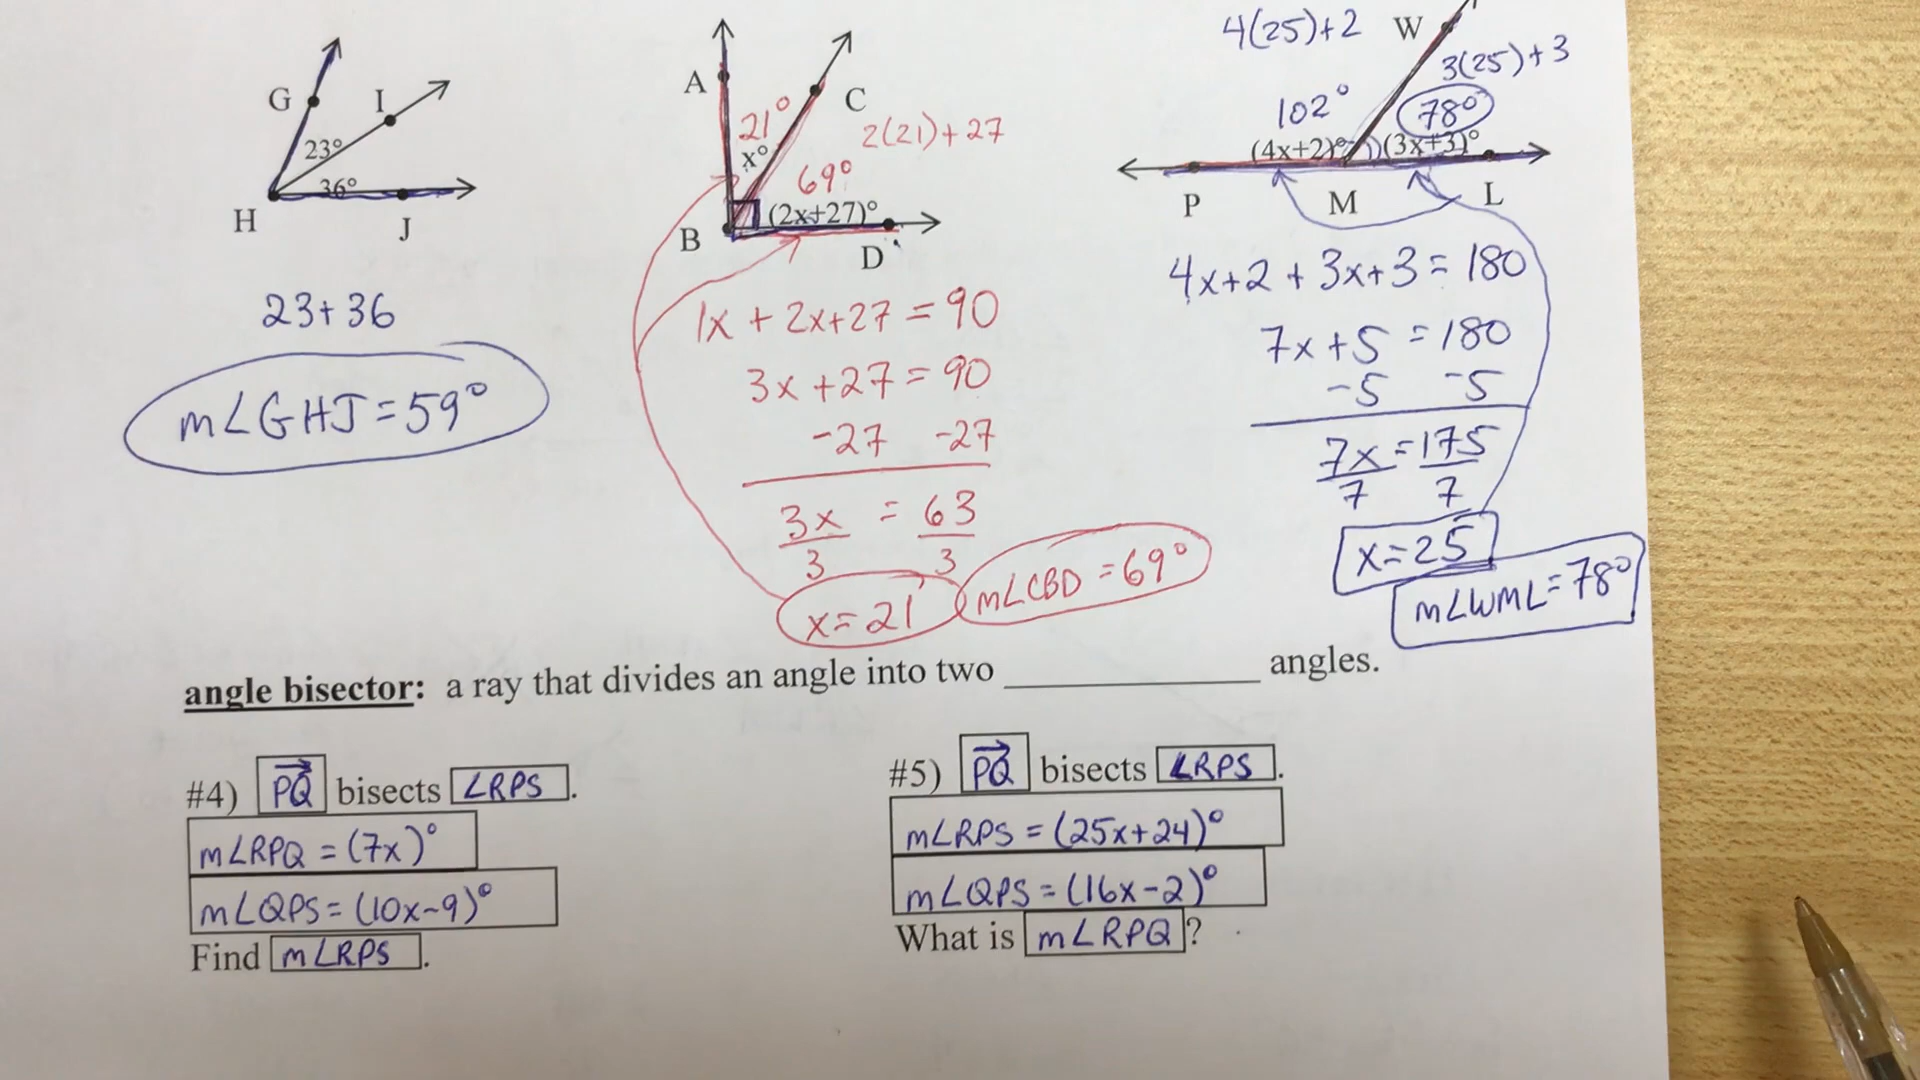 G
I
23°
36°
H
J
23+36
m∠GHJ=59°
A
C
21°
x°
2(21)+27
69°
(2x+27)°
B
D
1x + 2x+27 = 90
3x +27 = 90
-27 -27
3x = 63
3 3
x=21
m∠CBD = 69°
4(25)+2
W
3(25)+3
102°
78°
(4x+2)°
(3x+3)°
P
M
L
4x+2 + 3x+3 = 180
7x +5 = 180
-5 -5
7x = 175
7 7
x=25
m∠WML=78°
angle bisector: a ray that divides an angle into two ______________ angles.
#4) PQ⃗ bisects ∠RPS.
m∠RPQ = (7x)°
m∠QPS = (10x-9)°
Find m∠RPS.
#5) PQ⃗ bisects ∠RPS.
m∠RPS = (25x+24)°
m∠QPS = (16x-2)°
What is m∠RPQ?